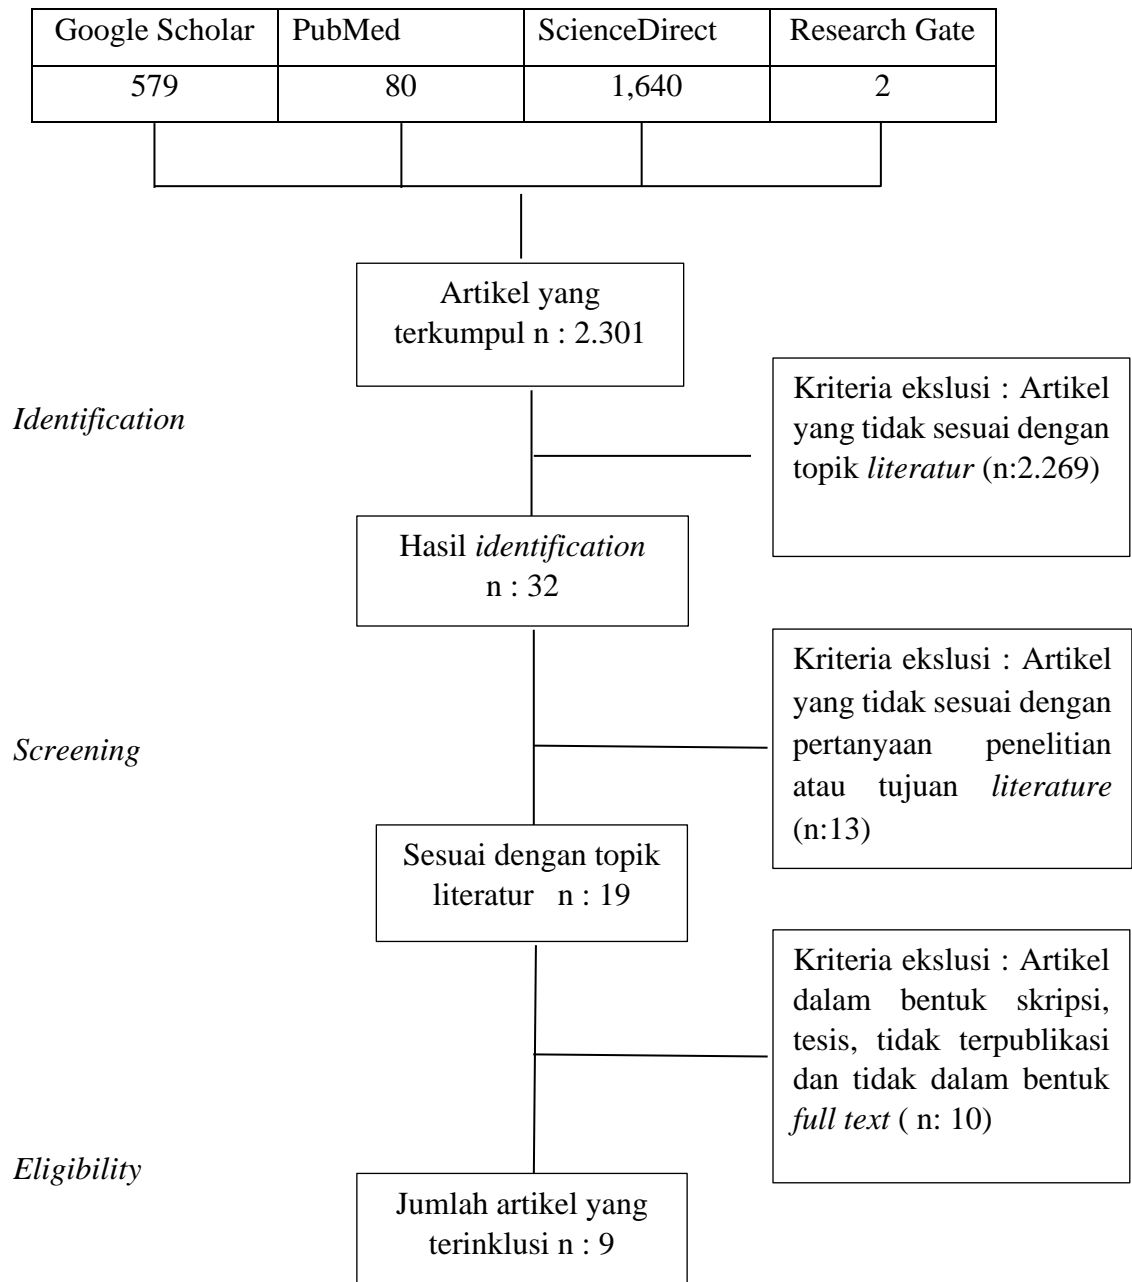 Google Scholar PubMed ScienceDirect Research Gate
579 80 1,640 2
Artikel yang
terkumpul n : 2.301
Identification
Kriteria ekslusi : Artikel
yang tidak sesuai dengan
topik literatur (n:2.269)
Hasil identification
n : 32
Screening
Kriteria ekslusi : Artikel
yang tidak sesuai dengan
pertanyaan penelitian
atau tujuan literature
(n:13)
Sesuai dengan topik
literatur n : 19
Kriteria ekslusi : Artikel
dalam bentuk skripsi,
tesis, tidak terpublikasi
dan tidak dalam bentuk
full text ( n: 10)
Eligibility
Jumlah artikel yang
terinklusi n : 9